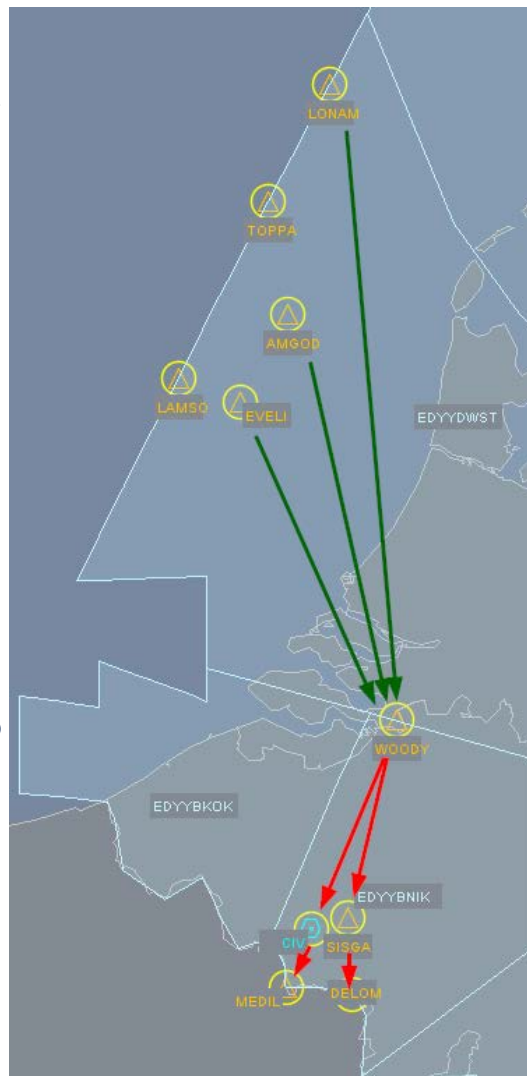 LONAM
TOPPA
AMGOD
LAMSO
EVELI
EDYYDWST
WOODY
EDYYBKOK
EDYYBNIK
CIV
SISGA
MEDIL
DELOM